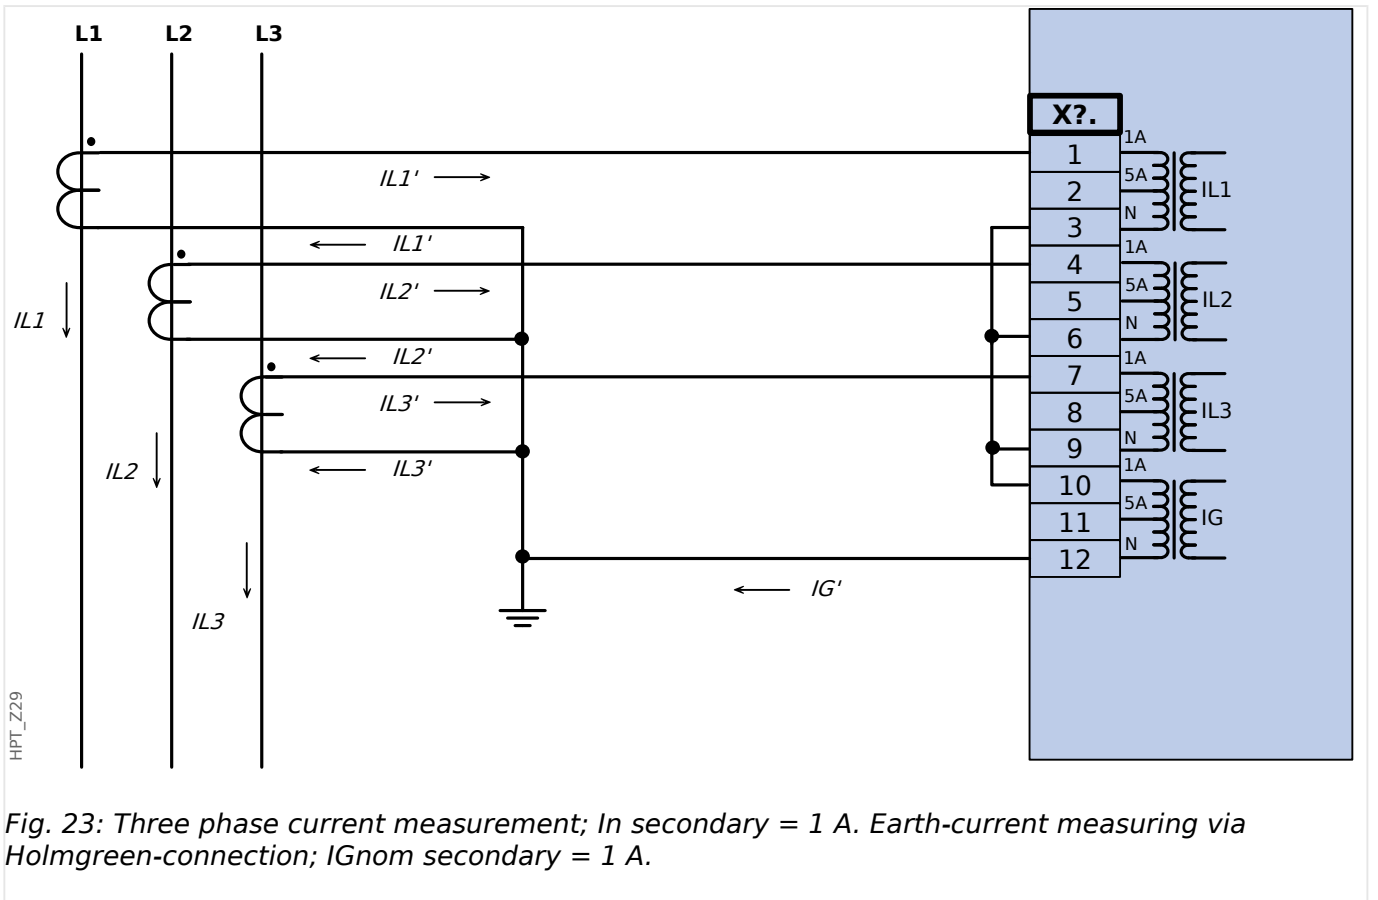 L1 L2 L3
X?.
1A
1
5A
2
IL1
N
3
1A
4
5A
5
IL2
N
6
1A
7
5A
8
IL3
N
9
1A
10
5A
11
IG
N
12
IL1'
IL1'
IL2'
IL2'
IL3'
IL3'
IG'
IL1
IL2
IL3
HPT_Z29
Fig. 23: Three phase current measurement; In secondary = 1 A. Earth-current measuring via
Holmgreen-connection; IGnom secondary = 1 A.